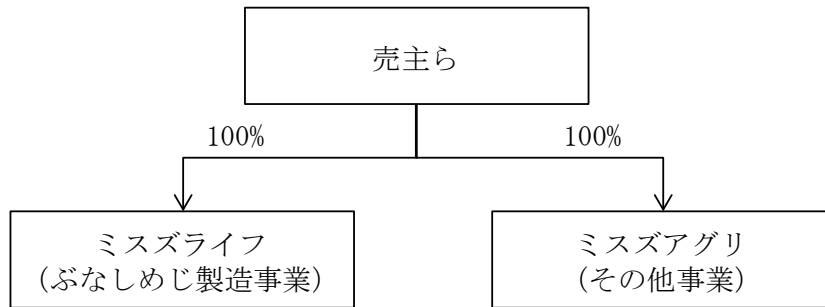 売主ら
100%
100%
ミスズライフ
(ぶなしめじ製造事業)
ミスズアグリ
(その他事業)